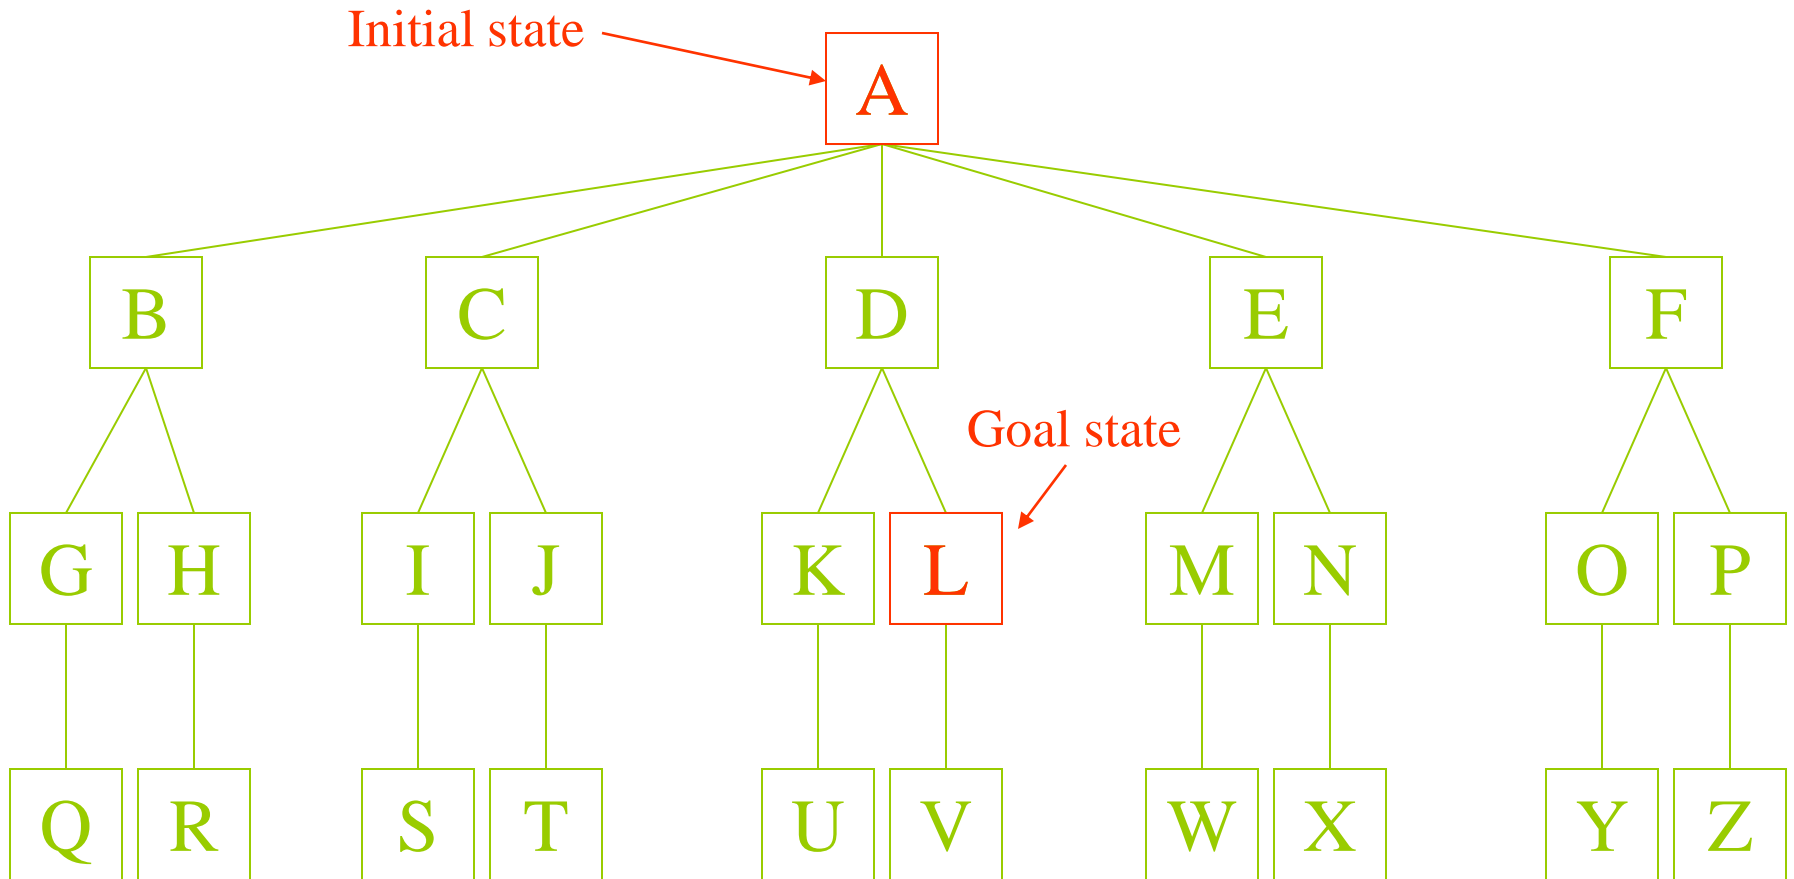 Initial state
A
B C D E F
Goal state
G H I J K L M N O P
Q R S T U V W X Y Z